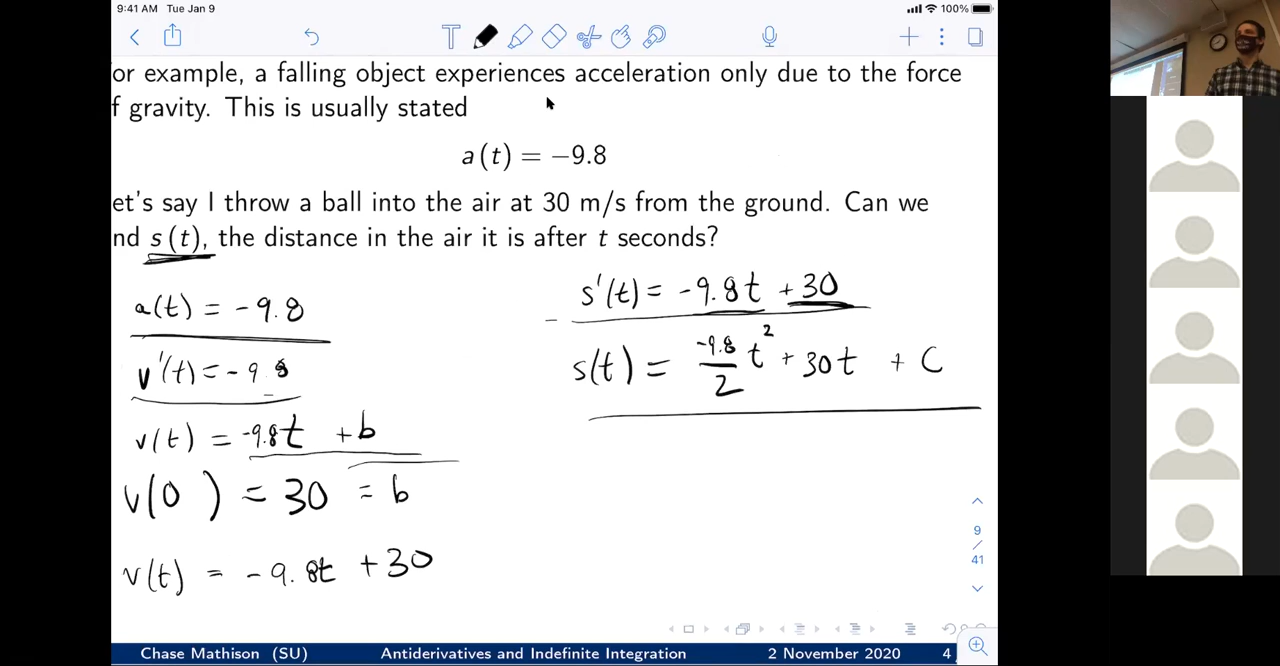 9:41 AM Tue Jan 9
100%
or example, a falling object experiences acceleration only due to the force
f gravity. This is usually stated
a(t) = −9.8
et's say I throw a ball into the air at 30 m/s from the ground. Can we
nd s(t), the distance in the air it is after t seconds?
a(t) = -9.8
v'(t) = -9.8
v(t) = -9.8t + b
v(0) = 30 = b
v(t) = -9.8t + 30
s'(t) = -9.8t + 30
s(t) = -9.8/2 t² + 30t + C
9
/
41
Chase Mathison (SU) Antiderivatives and Indefinite Integration 2 November 2020 4